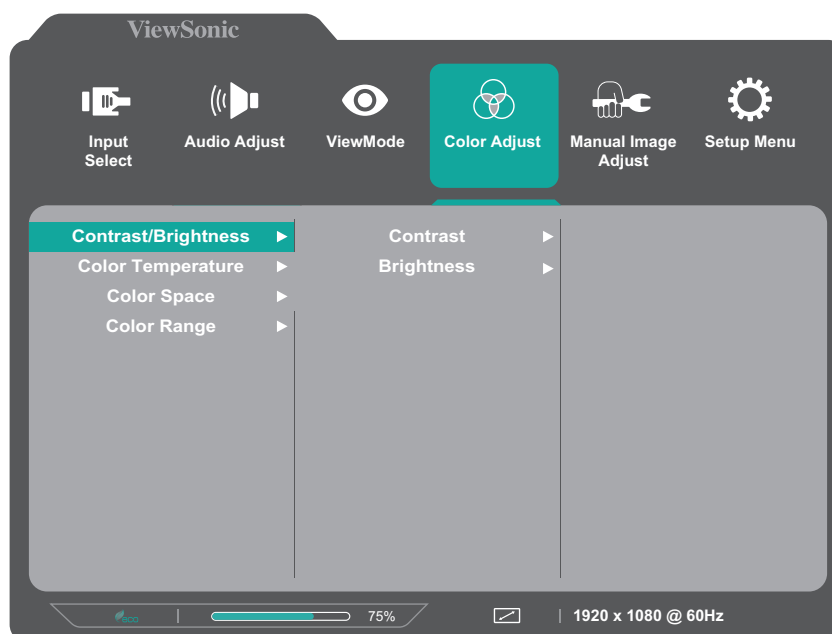 ViewSonic
Input Select
Audio Adjust
ViewMode
Color Adjust
Manual Image Adjust
Setup Menu
Contrast/Brightness
Contrast
Color Temperature
Brightness
Color Space
Color Range
eco | 75%
| 1920 x 1080 @ 60Hz